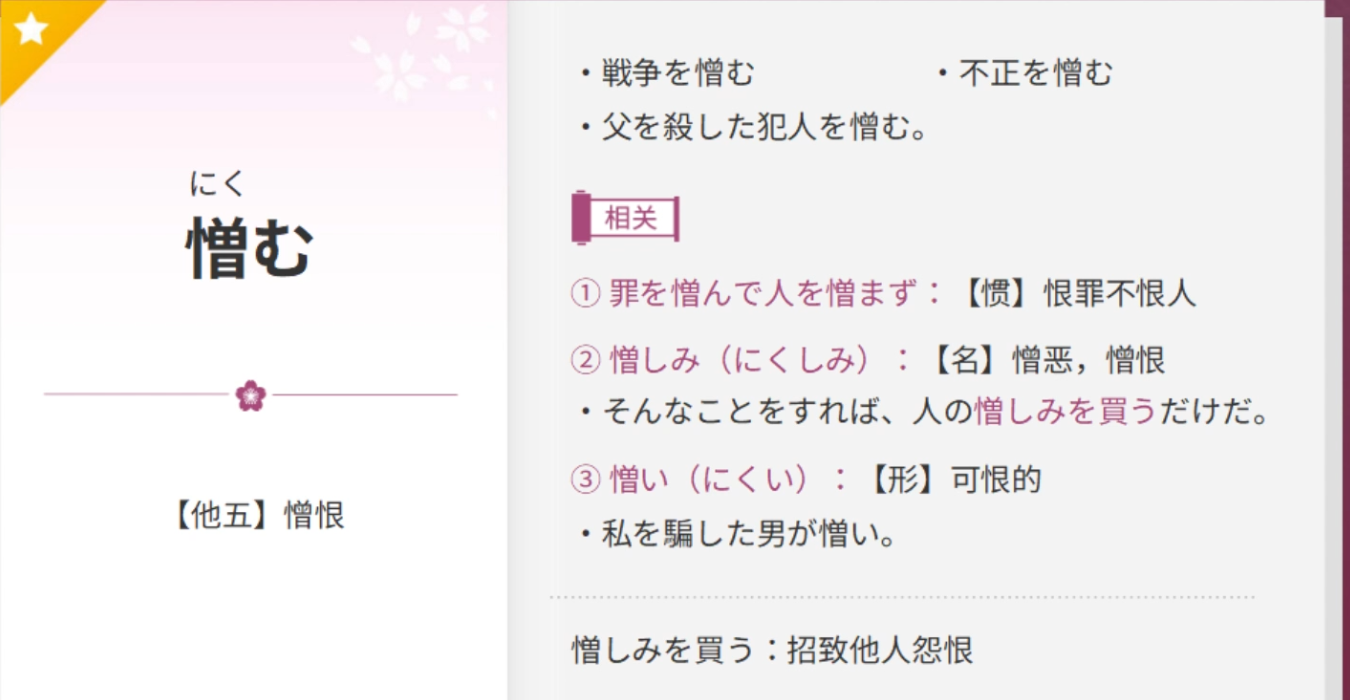 にく
憎む
【他五】憎恨
・戦争を憎む ・不正を憎む
・父を殺した犯人を憎む。
相关
① 罪を憎んで人を憎まず：【惯】恨罪不恨人
② 憎しみ（にくしみ）：【名】憎恶，憎恨
・そんなことをすれば、人の憎しみを買うだけだ。
③ 憎い（にくい）：【形】可恨的
・私を騙した男が憎い。
憎しみを買う：招致他人怨恨